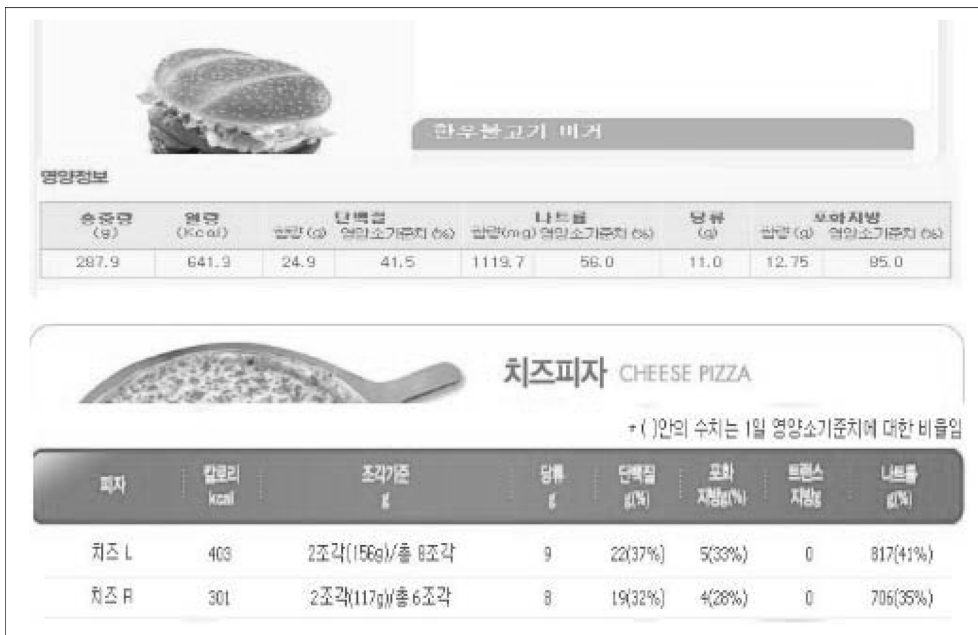 한우불고기 버거
영양정보
총중량 (g) 열량 (Kcal) 단백질 나트륨 당류 (g) 포화지방
함량 (g) 영양소기준치 (%) 함량(mg) 영양소기준치 (%) 함량 (g) 영양소기준치 (%)
287.9 641.3 24.9 41.5 1119.7 56.0 11.0 12.75 85.0
치즈피자 CHEESE PIZZA
* ( )안의 수치는 1일 영양소기준치에 대한 비율임
피자 칼로리 kcal 조각기준 g 당류 g 단백질 g(%) 포화 지방g(%) 트랜스 지방g 나트륨 g(%)
치즈 L 403 2조각(156g)/총 8조각 9 22(37%) 5(33%) 0 817(41%)
치즈 R 301 2조각(117g)/총 6조각 8 19(32%) 4(28%) 0 706(35%)